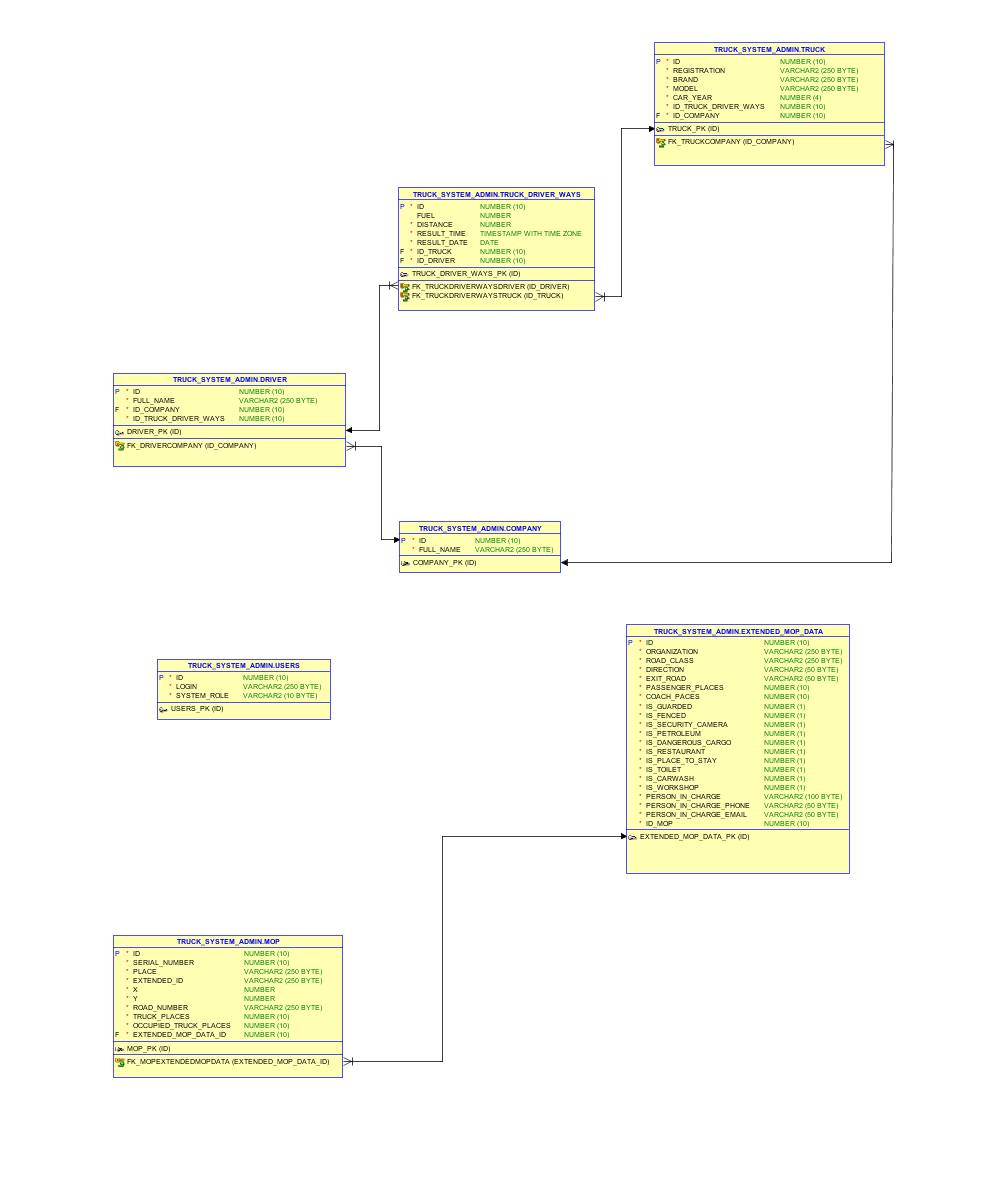 TRUCK_SYSTEM_ADMIN.TRUCK
P * ID NUMBER (10)
* REGISTRATION VARCHAR2 (250 BYTE)
* BRAND VARCHAR2 (250 BYTE)
* MODEL VARCHAR2 (250 BYTE)
* CAR_YEAR NUMBER (4)
* ID_TRUCK_DRIVER_WAYS NUMBER (10)
F * ID_COMPANY NUMBER (10)
TRUCK_PK (ID)
FK_TRUCKCOMPANY (ID_COMPANY)
TRUCK_SYSTEM_ADMIN.TRUCK_DRIVER_WAYS
P * ID NUMBER (10)
FUEL NUMBER
* DISTANCE NUMBER
* RESULT_TIME TIMESTAMP WITH TIME ZONE
* RESULT_DATE DATE
F * ID_TRUCK NUMBER (10)
F * ID_DRIVER NUMBER (10)
TRUCK_DRIVER_WAYS_PK (ID)
FK_TRUCKDRIVERWAYSDRIVER (ID_DRIVER)
FK_TRUCKDRIVERWAYSTRUCK (ID_TRUCK)
TRUCK_SYSTEM_ADMIN.DRIVER
P * ID NUMBER (10)
* FULL_NAME VARCHAR2 (250 BYTE)
F * ID_COMPANY NUMBER (10)
* ID_TRUCK_DRIVER_WAYS NUMBER (10)
DRIVER_PK (ID)
FK_DRIVERCOMPANY (ID_COMPANY)
TRUCK_SYSTEM_ADMIN.COMPANY
P * ID NUMBER (10)
* FULL_NAME VARCHAR2 (250 BYTE)
COMPANY_PK (ID)
TRUCK_SYSTEM_ADMIN.EXTENDED_MOP_DATA
P * ID NUMBER (10)
* ORGANIZATION VARCHAR2 (250 BYTE)
* ROAD_CLASS VARCHAR2 (250 BYTE)
* DIRECTION VARCHAR2 (50 BYTE)
* EXIT_ROAD VARCHAR2 (50 BYTE)
* PASSENGER_PLACES NUMBER (10)
* COACH_PACES NUMBER (10)
* IS_GUARDED NUMBER (1)
* IS_FENCED NUMBER (1)
* IS_SECURITY_CAMERA NUMBER (1)
* IS_PETROLEUM NUMBER (1)
* IS_DANGEROUS_CARGO NUMBER (1)
* IS_RESTAURANT NUMBER (1)
* IS_PLACE_TO_STAY NUMBER (1)
* IS_TOILET NUMBER (1)
* IS_CARWASH NUMBER (1)
* IS_WORKSHOP NUMBER (1)
* PERSON_IN_CHARGE VARCHAR2 (100 BYTE)
* PERSON_IN_CHARGE_PHONE VARCHAR2 (50 BYTE)
* PERSON_IN_CHARGE_EMAIL VARCHAR2 (50 BYTE)
* ID_MOP NUMBER (10)
EXTENDED_MOP_DATA_PK (ID)
TRUCK_SYSTEM_ADMIN.USERS
P * ID NUMBER (10)
* LOGIN VARCHAR2 (250 BYTE)
* SYSTEM_ROLE VARCHAR2 (10 BYTE)
USERS_PK (ID)
TRUCK_SYSTEM_ADMIN.MOP
P * ID NUMBER (10)
* SERIAL_NUMBER NUMBER (10)
* PLACE VARCHAR2 (250 BYTE)
* EXTENDED_ID VARCHAR2 (250 BYTE)
* X NUMBER
* Y NUMBER
* ROAD_NUMBER VARCHAR2 (250 BYTE)
* TRUCK_PLACES NUMBER (10)
* OCCUPIED_TRUCK_PLACES NUMBER (10)
F * EXTENDED_MOP_DATA_ID NUMBER (10)
MOP_PK (ID)
FK_MOPEXTENDEDMOPDATA (EXTENDED_MOP_DATA_ID)